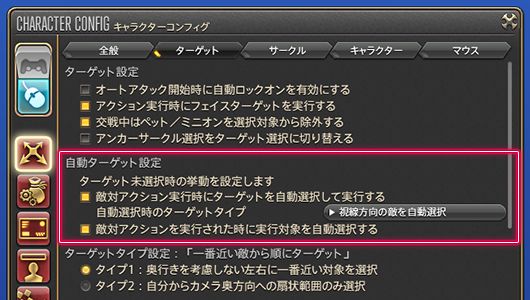 CHARACTER CONFIG キャラクターコンフィグ
全般 ターゲット サークル キャラクター マウス
ターゲット設定
オートアタック開始時に自動ロックオンを有効にする
アクション実行時にフェイスターゲットを実行する
交戦中はペット／ミニオンを選択対象から除外する
アンカーサークル選択をターゲット選択に切り替える
自動ターゲット設定
ターゲット未選択時の挙動を設定します
敵対アクション実行時にターゲットを自動選択して実行する
自動選択時のターゲットタイプ ▶ 視線方向の敵を自動選択
敵対アクションを実行された時に実行対象を自動選択する
ターゲットタイプ設定：「一番近い敵から順にターゲット」
タイプ1：奥行きを考慮しない左右に一番近い対象を選択
タイプ2：自分からカメラ奥方向への扇状範囲のみ選択